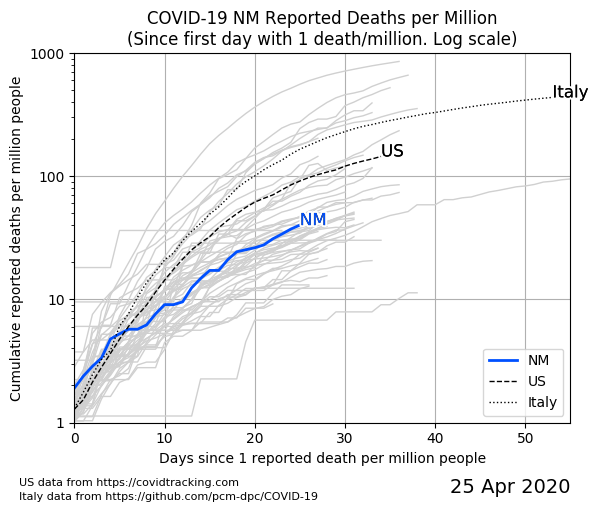 COVID-19 NM Reported Deaths per Million
(Since first day with 1 death/million. Log scale)
1000
100
10
1
Cumulative reported deaths per million people
Italy
US
NM
NM
US
Italy
0 10 20 30 40 50
Days since 1 reported death per million people
US data from https://covidtracking.com
Italy data from https://github.com/pcm-dpc/COVID-19
25 Apr 2020